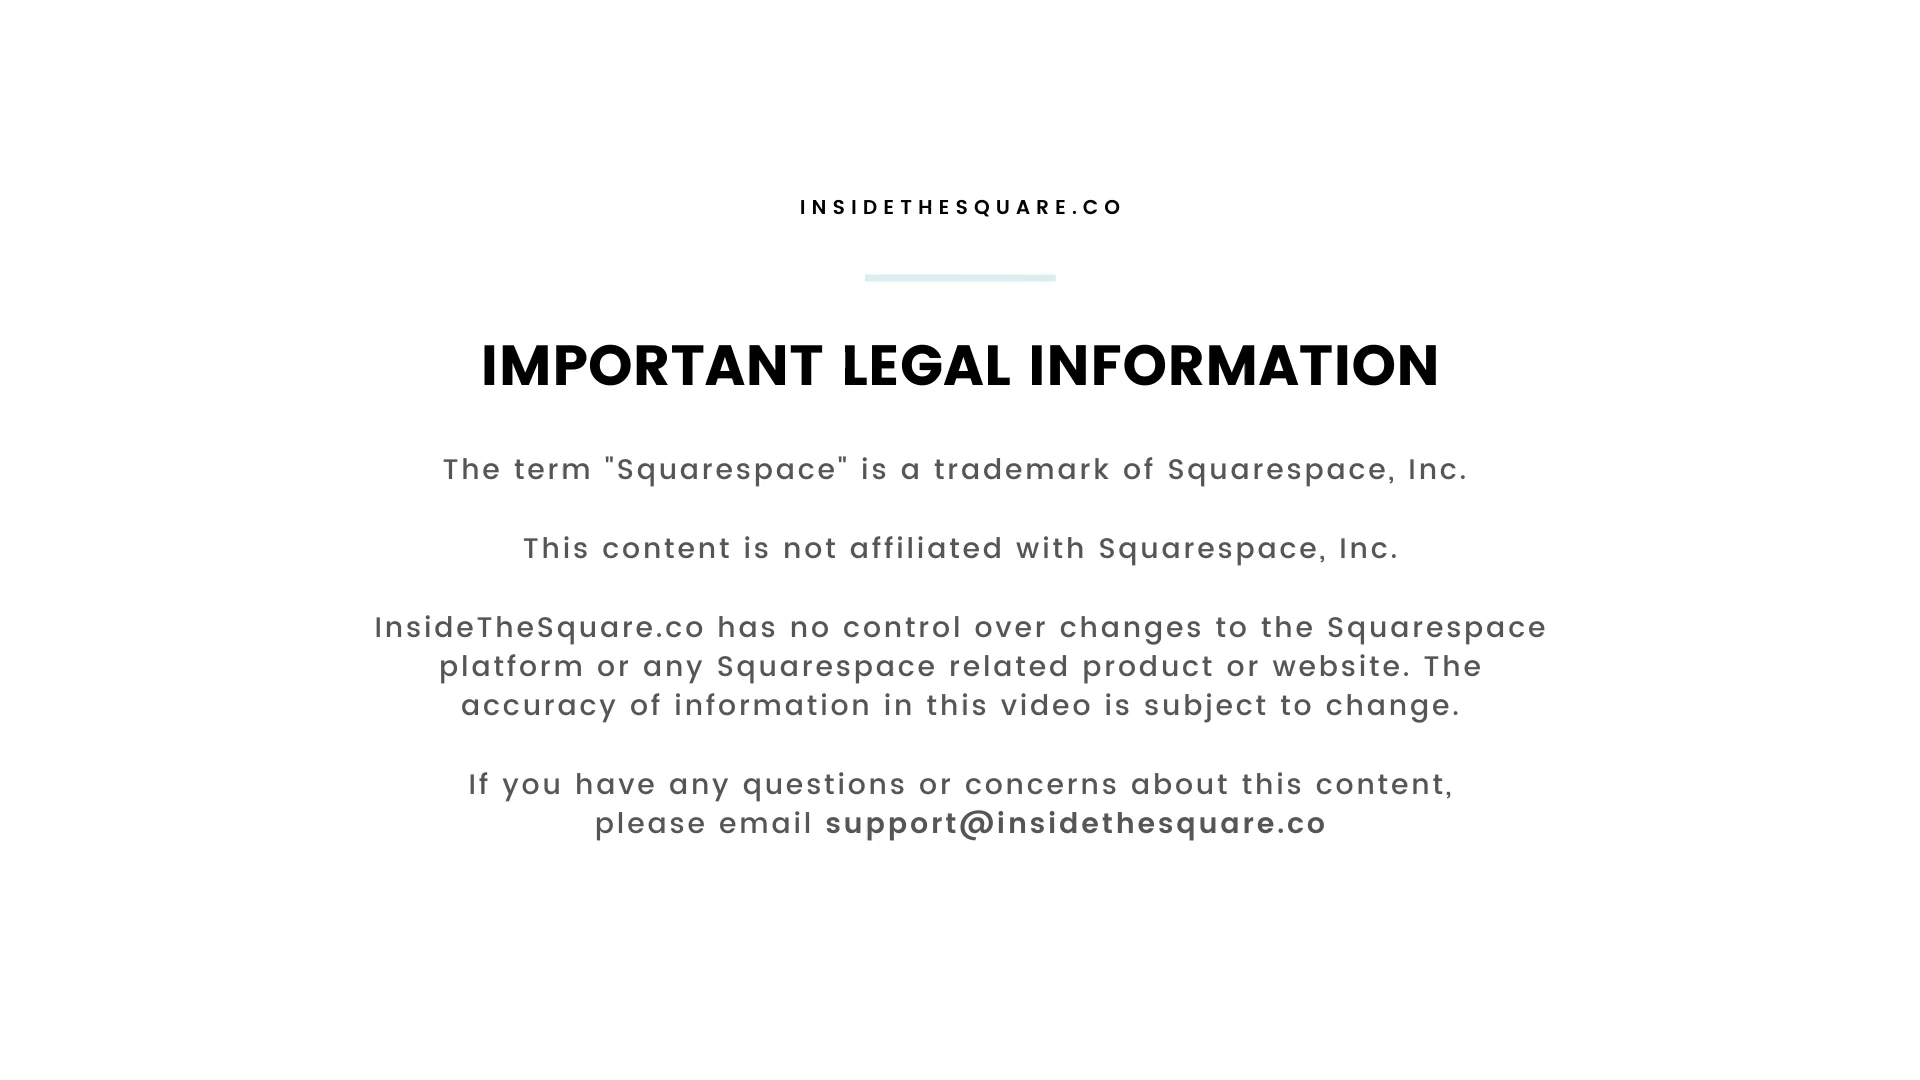 INSIDETHESQUARE.CO
IMPORTANT LEGAL INFORMATION
The term "Squarespace" is a trademark of Squarespace, Inc.
This content is not affiliated with Squarespace, Inc.
InsideTheSquare.co has no control over changes to the Squarespace
platform or any Squarespace related product or website. The
accuracy of information in this video is subject to change.
If you have any questions or concerns about this content,
please email support@insidethesquare.co